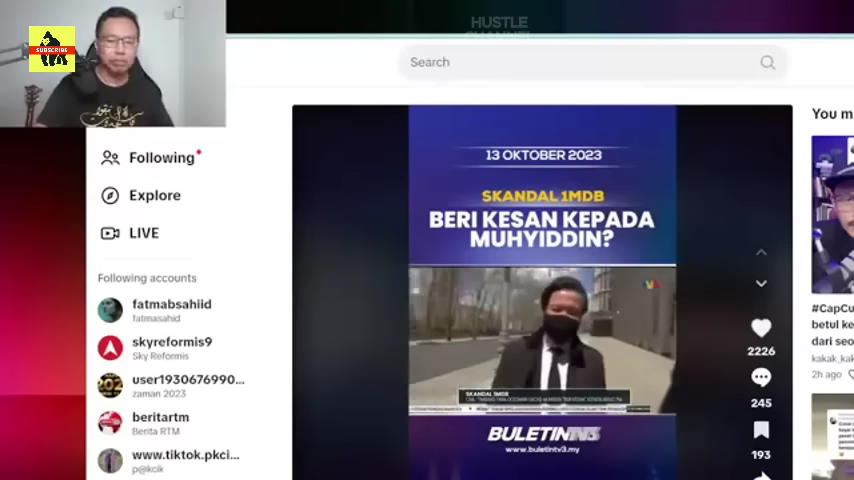 HUSTLE
CHANNEL
SUBSCRIBE
Search
Following
Explore
LIVE
Following accounts
fatmabsahiid
fatmasahid
skyreformis9
Sky Reformis
user1930676990...
zaman 2023
beritartm
Berita RTM
www.tiktok.pkci...
p@kcik
13 OKTOBER 2023
SKANDAL 1MDB
BERI KESAN KEPADA
MUHYIDDIN?
SKANDAL 1MDB
BULETIN
www.buletintv3.my
2226
245
193
You m
#CapCu
betul ke
dari seo
kakak_kak
2h ago